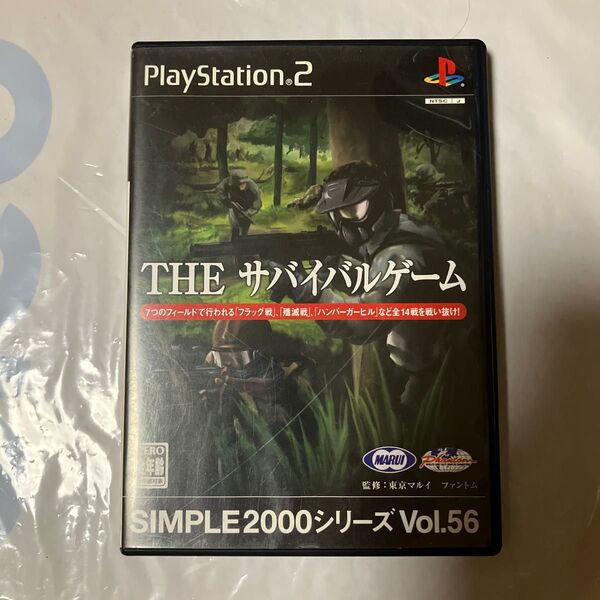 PlayStation®2
NTSC J
THE サバイバルゲーム
7つのフィールドで行われる「フラッグ戦」、「殲滅戦」、「ハンバーガーヒル」など全14戦を戦い抜け!
年齢
MARUI
Phantom
監修:東京マルイ ファントム
SIMPLE2000シリーズ Vol.56